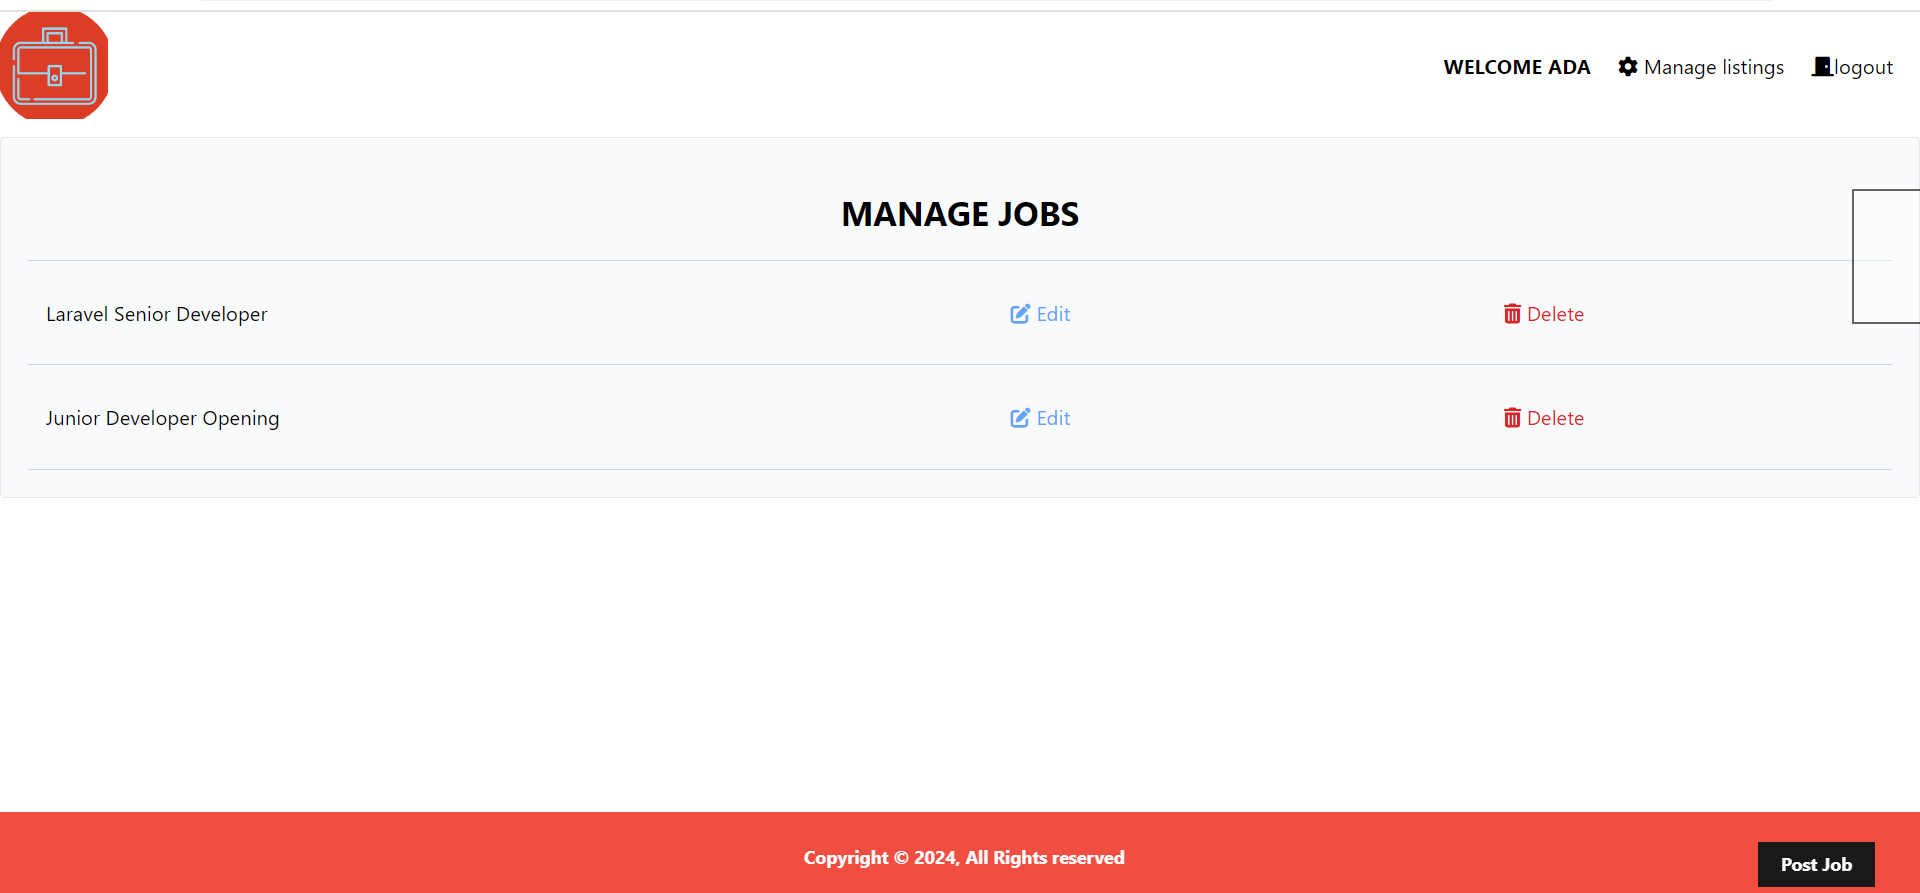 WELCOME ADA Manage listings logout
MANAGE JOBS
Laravel Senior Developer Edit Delete
Junior Developer Opening Edit Delete
Copyright © 2024, All Rights reserved
Post Job